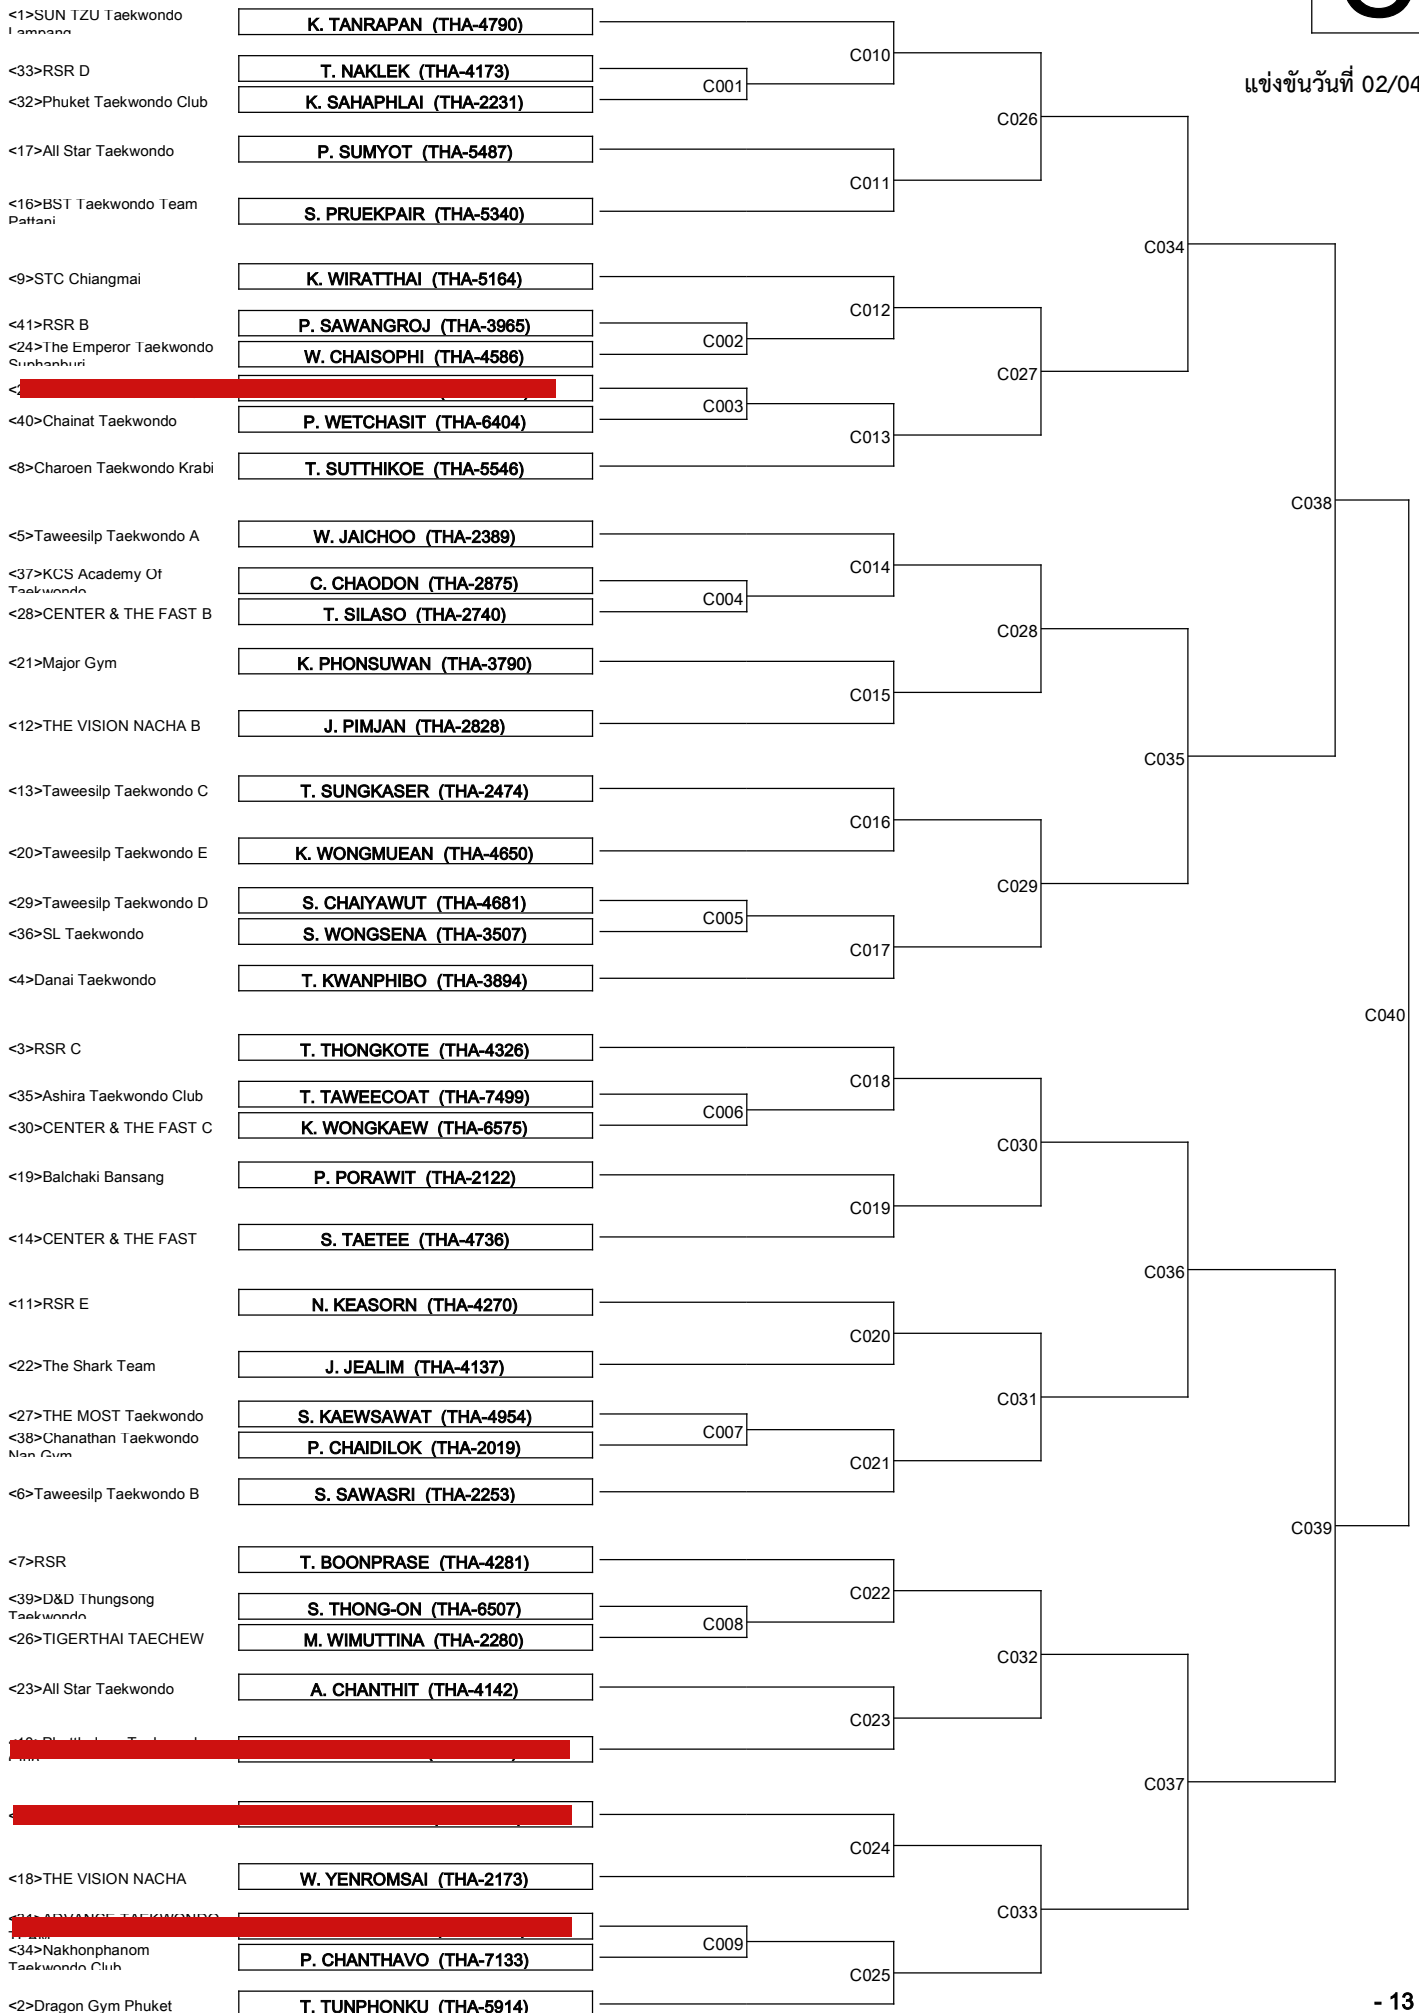 <1>SUN TZU Taekwondo
Lampang
K. TANRAPAN (THA-4790)
C010
<33>RSR D
T. NAKLEK (THA-4173)
C001
<32>Phuket Taekwondo Club
K. SAHAPHLAI (THA-2231)
แข่งขันวันที่ 02/04
C026
<17>All Star Taekwondo
P. SUMYOT (THA-5487)
C011
<16>BST Taekwondo Team
Pattani
S. PRUEKPAIR (THA-5340)
C034
<9>STC Chiangmai
K. WIRATTHAI (THA-5164)
C012
<41>RSR B
P. SAWANGROJ (THA-3965)
C002
<24>The Emperor Taekwondo
Suphanburi
W. CHAISOPHI (THA-4586)
C027
C003
<40>Chainat Taekwondo
P. WETCHASIT (THA-6404)
C013
<8>Charoen Taekwondo Krabi
T. SUTTHIKOE (THA-5546)
C038
<5>Taweesilp Taekwondo A
W. JAICHOO (THA-2389)
C014
<37>KCS Academy Of
Taekwondo
C. CHAODON (THA-2875)
C004
<28>CENTER & THE FAST B
T. SILASO (THA-2740)
C028
<21>Major Gym
K. PHONSUWAN (THA-3790)
C015
<12>THE VISION NACHA B
J. PIMJAN (THA-2828)
C035
<13>Taweesilp Taekwondo C
T. SUNGKASER (THA-2474)
C016
<20>Taweesilp Taekwondo E
K. WONGMUEAN (THA-4650)
C029
<29>Taweesilp Taekwondo D
S. CHAIYAWUT (THA-4681)
C005
<36>SL Taekwondo
S. WONGSENA (THA-3507)
C017
<4>Danai Taekwondo
T. KWANPHIBO (THA-3894)
C040
<3>RSR C
T. THONGKOTE (THA-4326)
C018
<35>Ashira Taekwondo Club
T. TAWEECOAT (THA-7499)
C006
<30>CENTER & THE FAST C
K. WONGKAEW (THA-6575)
C030
<19>Balchaki Bansang
P. PORAWIT (THA-2122)
C019
<14>CENTER & THE FAST
S. TAETEE (THA-4736)
C036
<11>RSR E
N. KEASORN (THA-4270)
C020
<22>The Shark Team
J. JEALIM (THA-4137)
C031
<27>THE MOST Taekwondo
S. KAEWSAWAT (THA-4954)
C007
<38>Chanathan Taekwondo
Nan Gym
P. CHAIDILOK (THA-2019)
C021
<6>Taweesilp Taekwondo B
S. SAWASRI (THA-2253)
C039
<7>RSR
T. BOONPRASE (THA-4281)
C022
<39>D&D Thungsong
Taekwondo
S. THONG-ON (THA-6507)
C008
<26>TIGERTHAI TAECHEW
M. WIMUTTINA (THA-2280)
C032
<23>All Star Taekwondo
A. CHANTHIT (THA-4142)
C023
C037
C024
<18>THE VISION NACHA
W. YENROMSAI (THA-2173)
C033
C009
<34>Nakhonphanom
Taekwondo Club
P. CHANTHAVO (THA-7133)
C025
<2>Dragon Gym Phuket
T. TUNPHONKU (THA-5914)
- 13